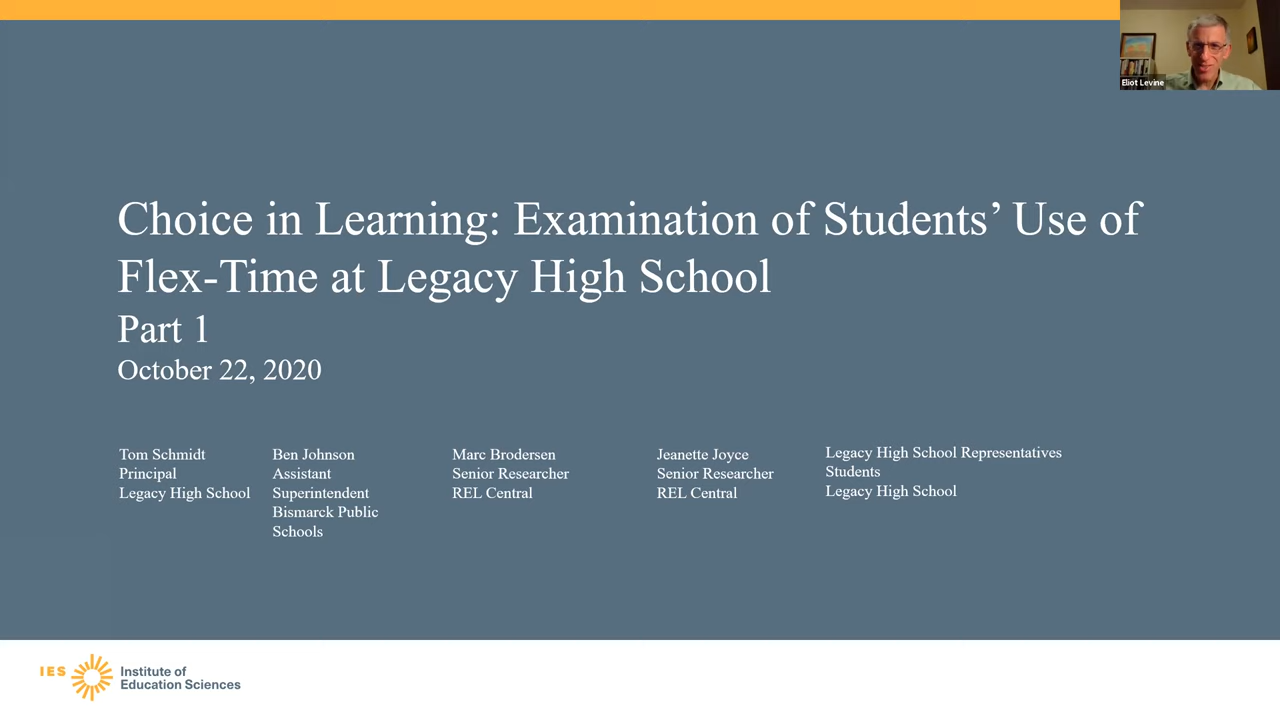 Eliot Levine
Choice in Learning: Examination of Students’ Use of
Flex-Time at Legacy High School
Part 1
October 22, 2020
Tom Schmidt
Principal
Legacy High School
Ben Johnson
Assistant
Superintendent
Bismarck Public
Schools
Marc Brodersen
Senior Researcher
REL Central
Jeanette Joyce
Senior Researcher
REL Central
Legacy High School Representatives
Students
Legacy High School
IES
Institute of
Education Sciences